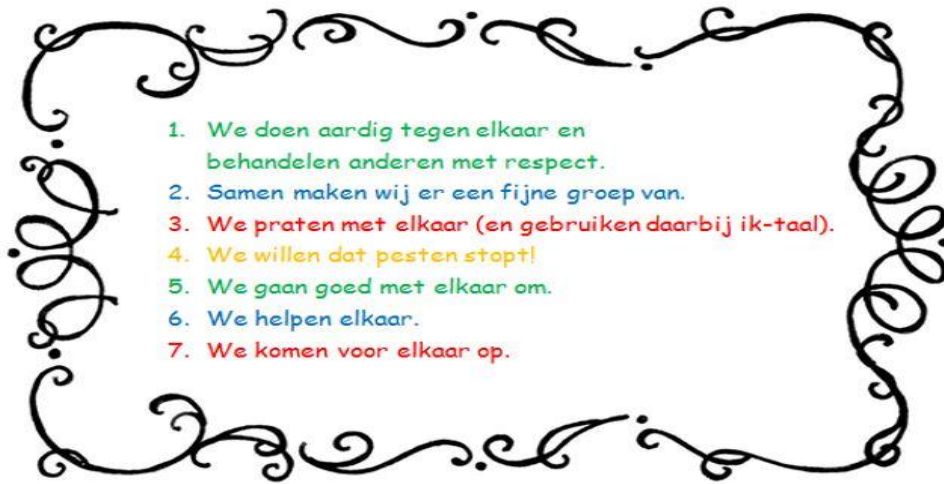 1. We doen aardig tegen elkaar en
behandelen anderen met respect.
2. Samen maken wij er een fijne groep van.
3. We praten met elkaar (en gebruiken daarbij ik-taal).
4. We willen dat pesten stopt!
5. We gaan goed met elkaar om.
6. We helpen elkaar.
7. We komen voor elkaar op.